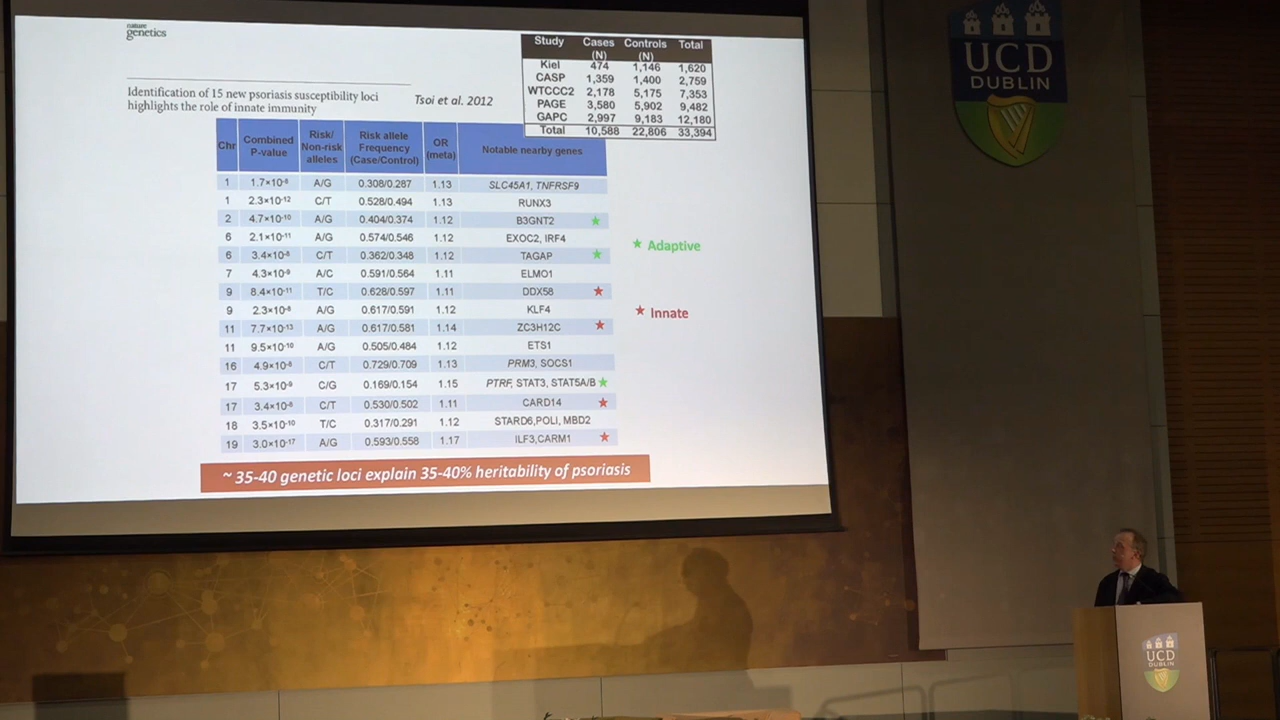 nature
genetics
Identification of 15 new psoriasis susceptibility loci
highlights the role of innate immunity
Tsoi et al. 2012
Study Cases (N) Controls (N) Total
Kiel 474 1,146 1,620
CASP 1,359 1,400 2,759
WTCCC2 2,178 5,175 7,353
PAGE 3,580 5,902 9,482
GAPC 2,997 9,183 12,180
Total 10,588 22,806 33,394
Chr Combined P-value Risk/ Non-risk alleles Risk allele Frequency (Case/Control) OR (meta) Notable nearby genes
1 1.7×10-8 A/G 0.308/0.287 1.13 SLC45A1, TNFRSF9
1 2.3×10-12 C/T 0.528/0.494 1.13 RUNX3
2 4.7×10-10 A/G 0.404/0.374 1.12 B3GNT2
6 2.1×10-11 A/G 0.574/0.546 1.12 EXOC2, IRF4
6 3.4×10-8 C/T 0.362/0.348 1.12 TAGAP
7 4.3×10-9 A/C 0.591/0.564 1.11 ELMO1
9 8.4×10-11 T/C 0.628/0.597 1.11 DDX58
9 2.3×10-8 A/G 0.617/0.591 1.12 KLF4
11 7.7×10-13 A/G 0.617/0.581 1.14 ZC3H12C
11 9.5×10-10 A/G 0.505/0.484 1.12 ETS1
16 4.9×10-8 C/T 0.729/0.709 1.13 PRM3, SOCS1
17 5.3×10-9 C/G 0.169/0.154 1.15 PTRF, STAT3, STAT5A/B
17 3.4×10-8 C/T 0.530/0.502 1.11 CARD14
18 3.5×10-10 T/C 0.317/0.291 1.12 STARD6,POLI, MBD2
19 3.0×10-17 A/G 0.593/0.558 1.17 ILF3,CARM1
Adaptive
Innate
~ 35-40 genetic loci explain 35-40% heritability of psoriasis
UCD
DUBLIN
UCD
DUBLIN